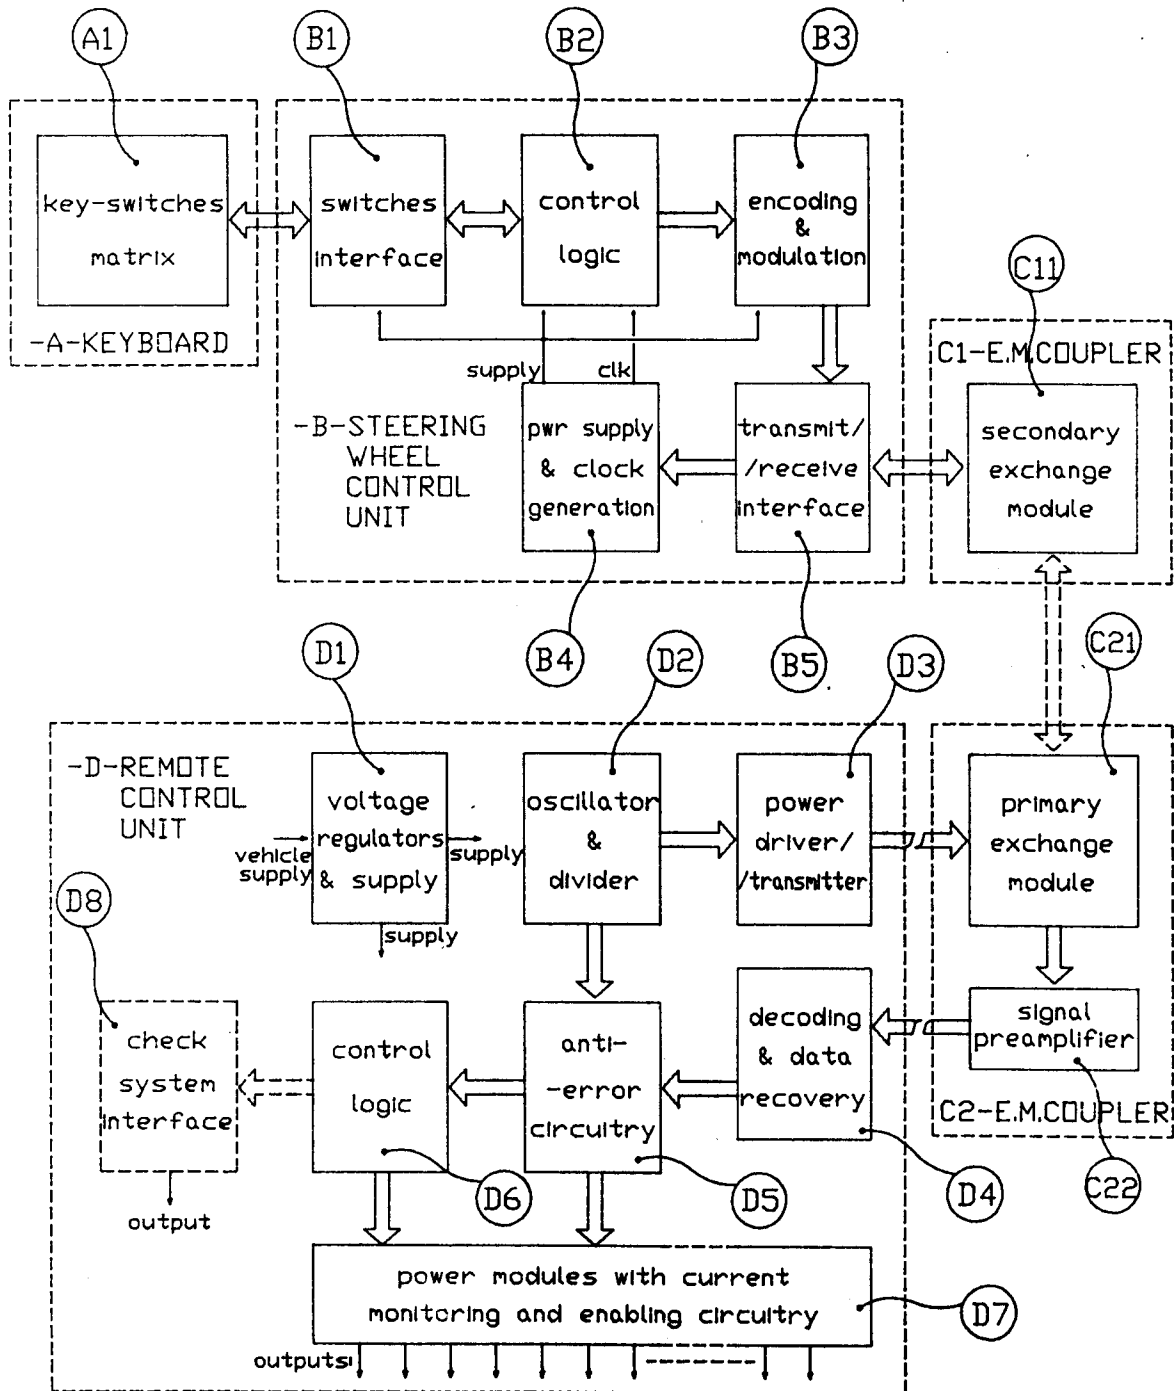 A1
B1
B2
B3
key-switches
matrix
switches
interface
control
logic
encoding
&
modulation
-A-KEYBOARD
supply
clk
C11
C1-E.M.COUPLER
-B-STEERING
WHEEL
CONTROL
UNIT
pwr supply
& clock
generation
transmit/
/receive
interface
secondary
exchange
module
B4
B5
D1
D2
D3
C21
-D-REMOTE
CONTROL
UNIT
voltage
regulators
& supply
vehicle
supply
supply
supply
oscillator
&
divider
power
driver/
/transmitter
primary
exchange
module
D8
check
system
interface
output
control
logic
anti-
-error
circuitry
decoding
& data
recovery
signal
preamplifier
C2-E.M.COUPLER
D6
D5
D4
C22
power modules with current
monitoring and enabling circuitry
D7
outputs: